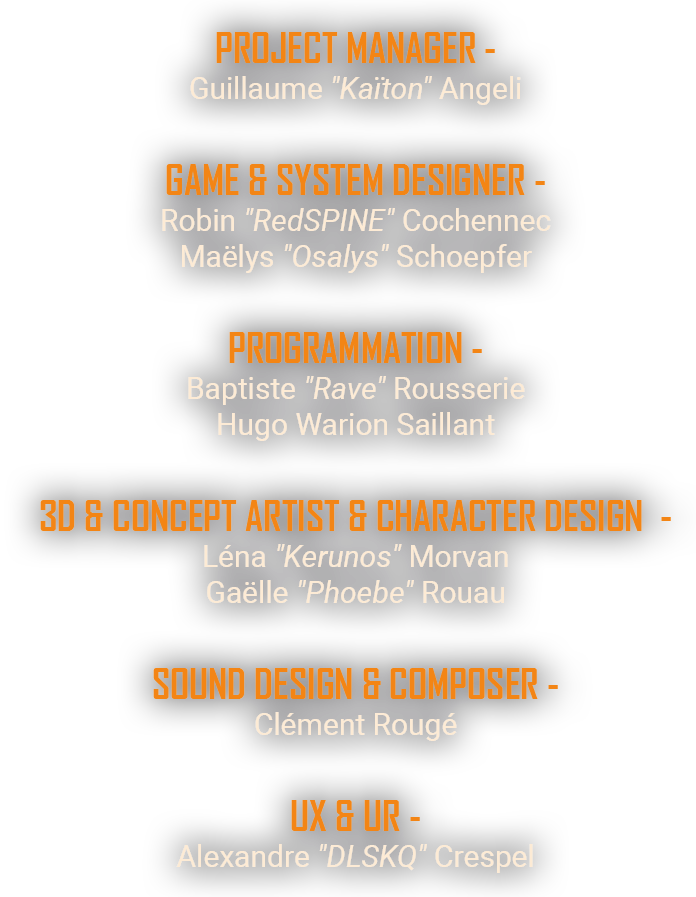 PROJECT MANAGER -
Guillaume "Kaïton" Angeli
GAME & SYSTEM DESIGNER -
Robin "RedSPINE" Cochennec
Maëlys "Osalys" Schoepfer
PROGRAMMATION -
Baptiste "Rave" Rousserie
Hugo Warion Saillant
3D & CONCEPT ARTIST & CHARACTER DESIGN -
Léna "Kerunos" Morvan
Gaëlle "Phoebe" Rouau
SOUND DESIGN & COMPOSER -
Clément Rougé
UX & UR -
Alexandre "DLSKQ" Crespel